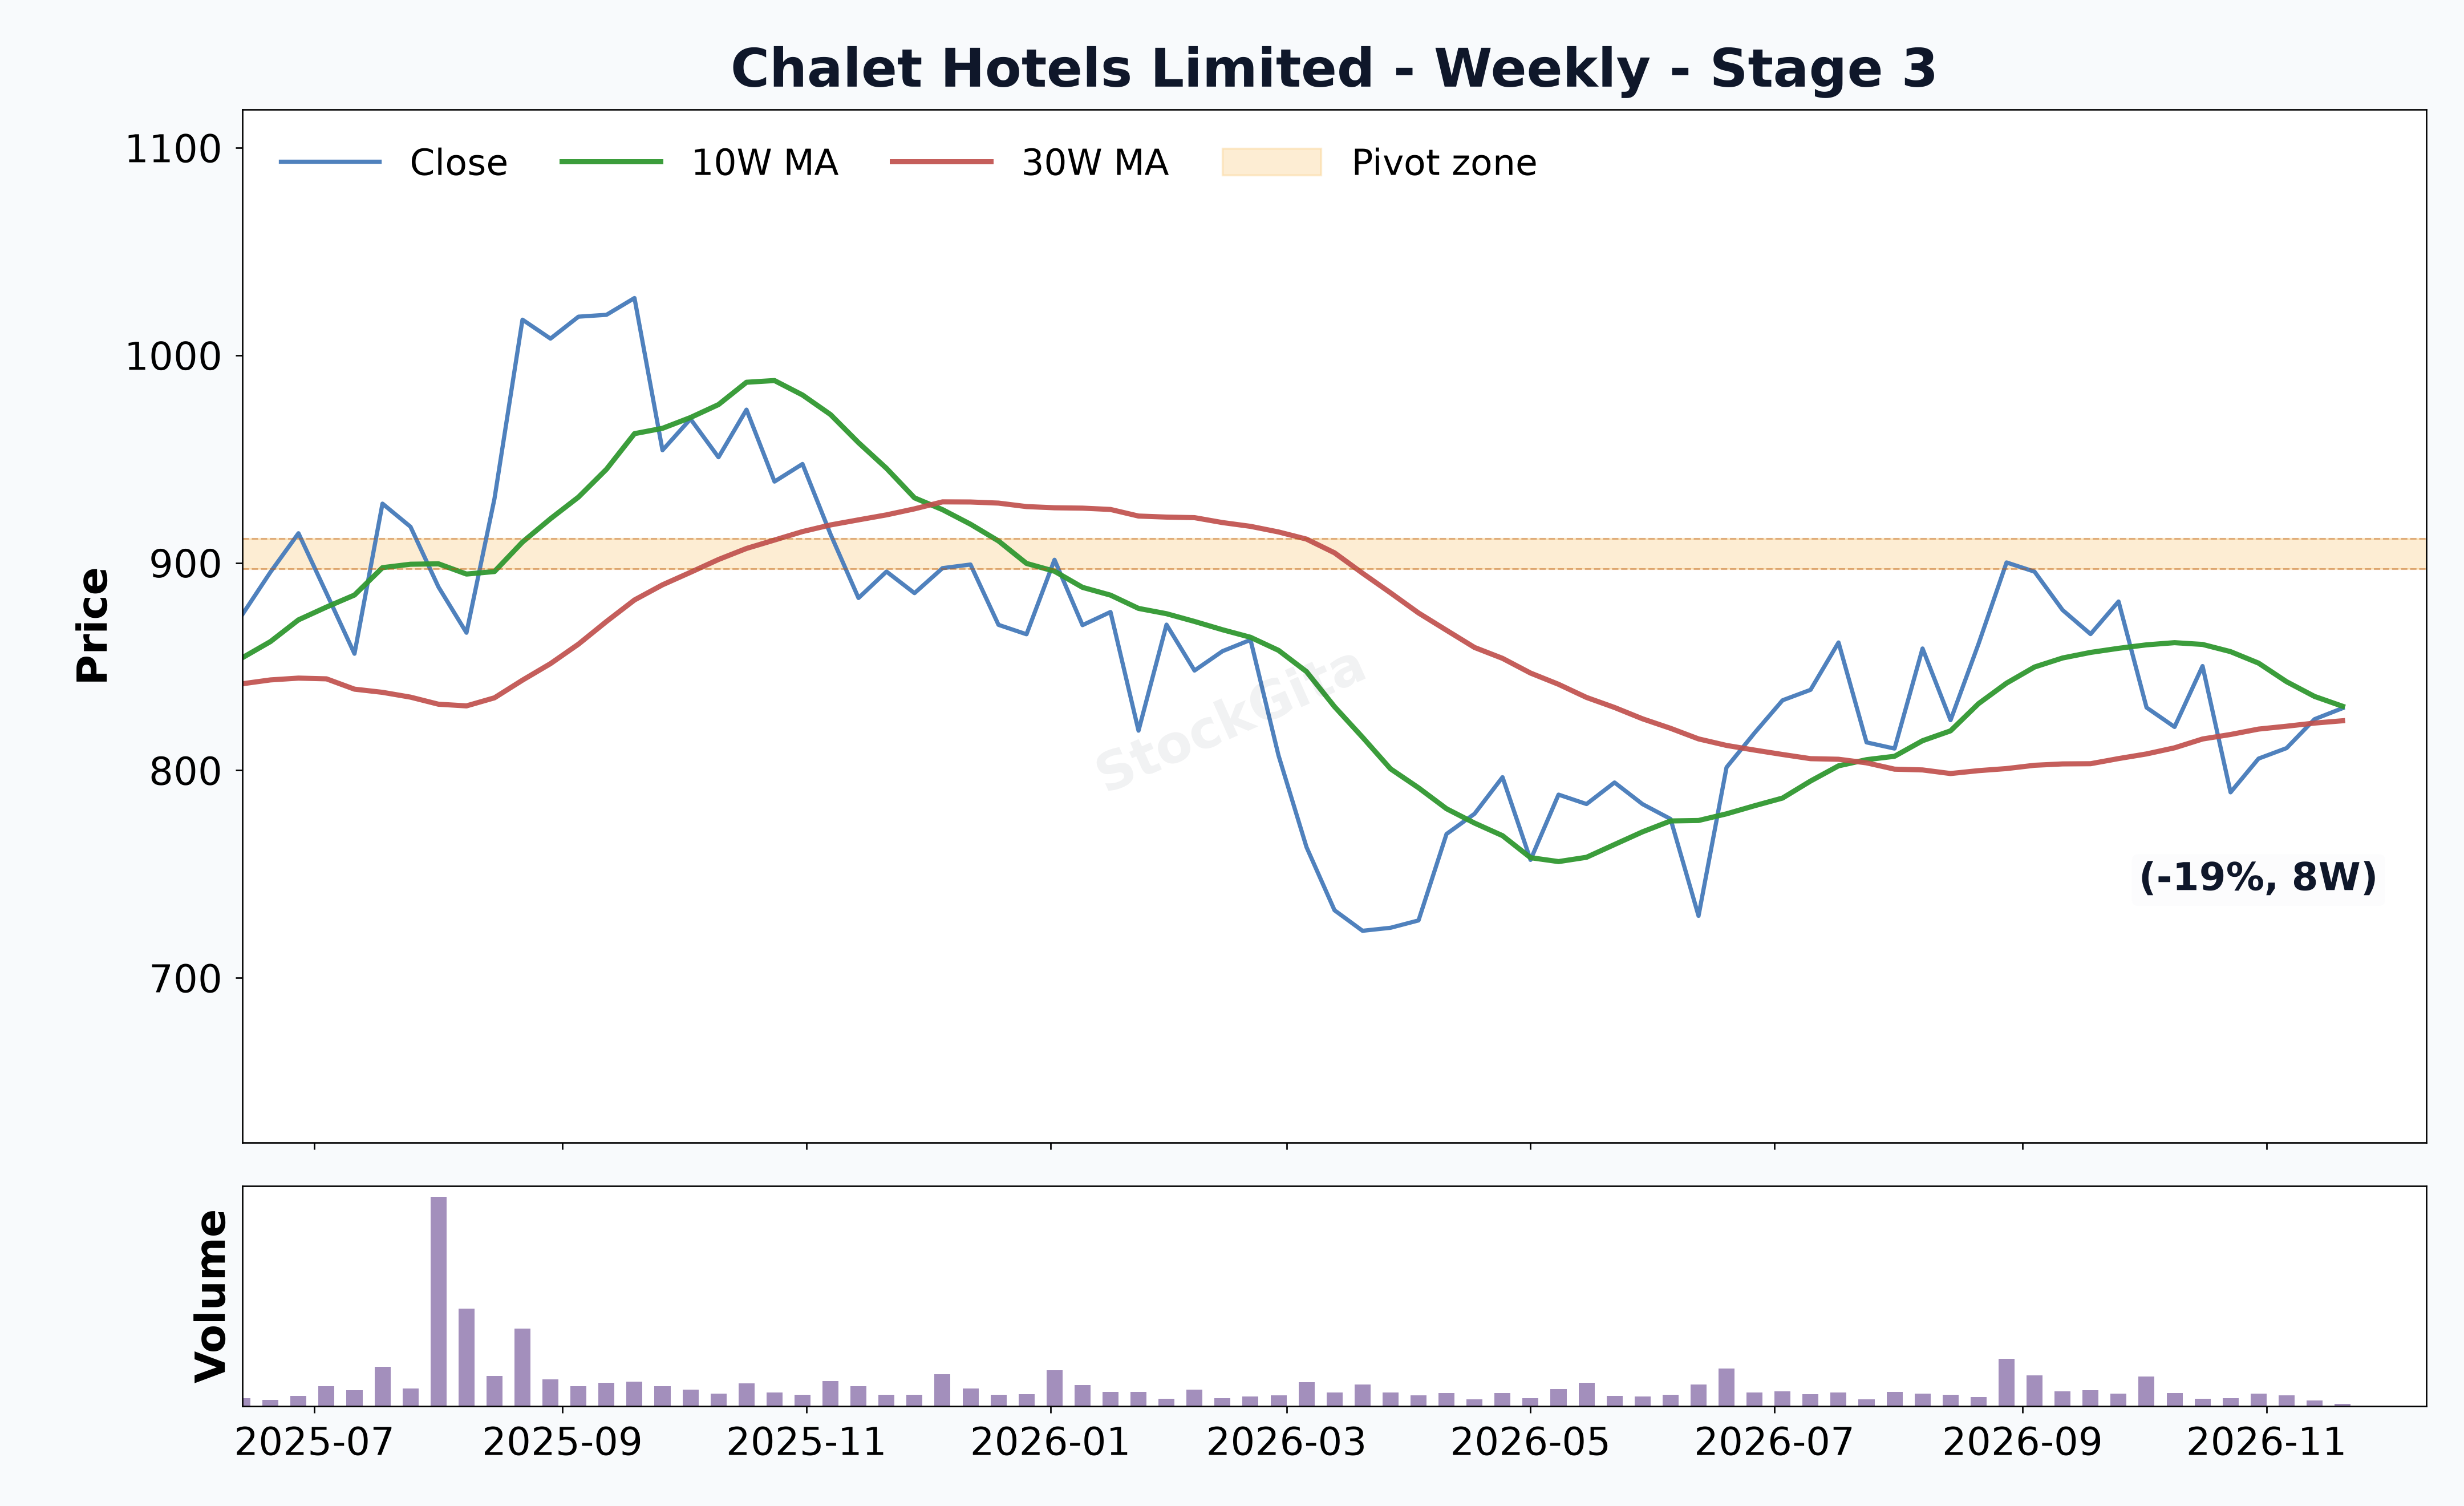 Chalet Hotels Limited - Weekly - Stage 3
Close 10W MA 30W MA Pivot zone
1100
1000
900
800
700
Price
StockGita
(-19%, 8W)
Volume
2025-07 2025-09 2025-11 2026-01 2026-03 2026-05 2026-07 2026-09 2026-11